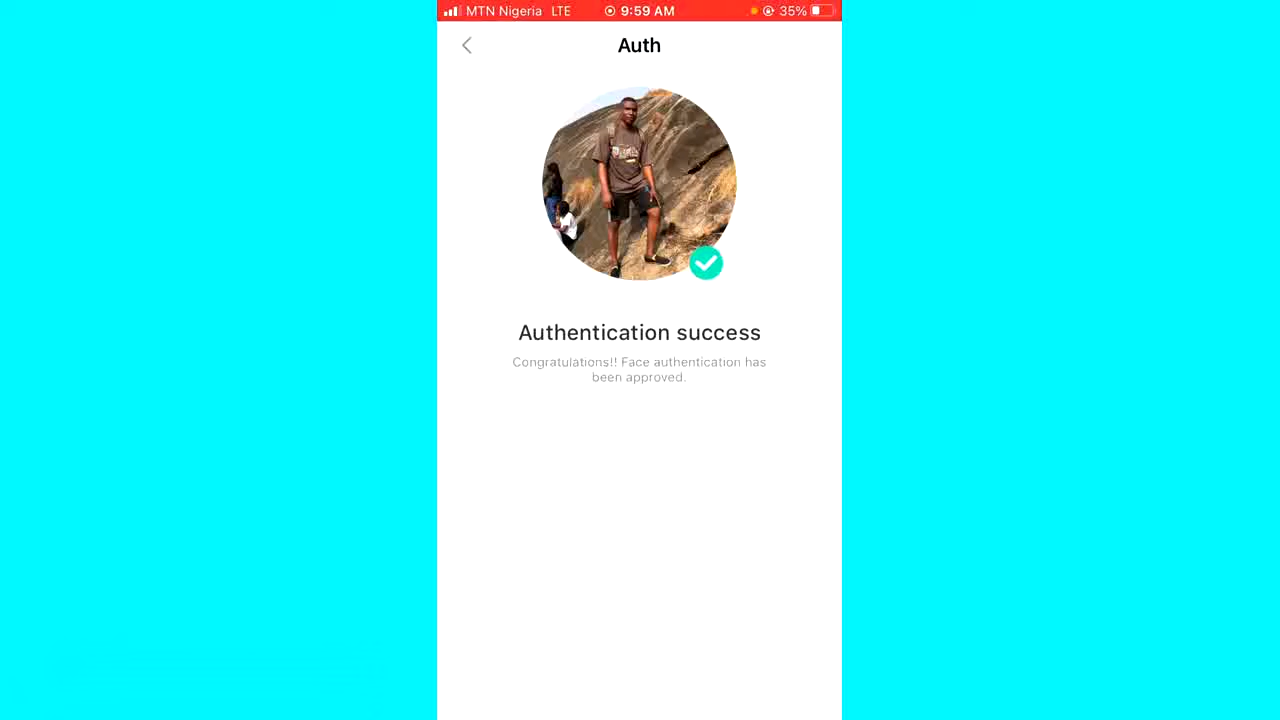 MTN Nigeria LTE 9:59 AM 35%
Auth
Authentication success
Congratulations!! Face authentication has
been approved.